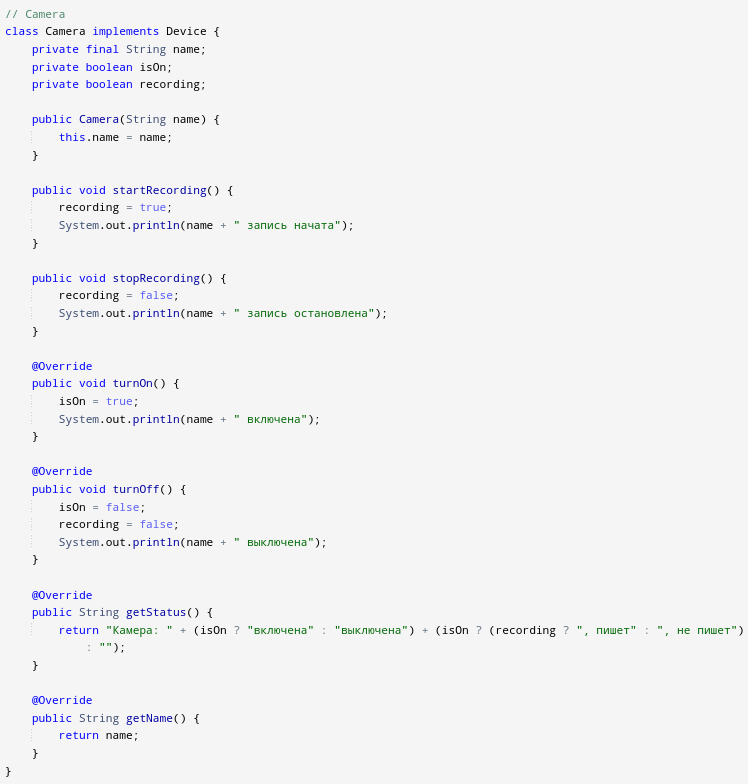 // Camera
class Camera implements Device {
    private final String name;
    private boolean isOn;
    private boolean recording;

    public Camera(String name) {
        this.name = name;
    }

    public void startRecording() {
        recording = true;
        System.out.println(name + " запись начата");
    }

    public void stopRecording() {
        recording = false;
        System.out.println(name + " запись остановлена");
    }

    @Override
    public void turnOn() {
        isOn = true;
        System.out.println(name + " включена");
    }

    @Override
    public void turnOff() {
        isOn = false;
        recording = false;
        System.out.println(name + " выключена");
    }

    @Override
    public String getStatus() {
        return "Камера: " + (isOn ? "включена" : "выключена") + (isOn ? (recording ? ", пишет" : ", не пишет")
            : "");
    }

    @Override
    public String getName() {
        return name;
    }
}